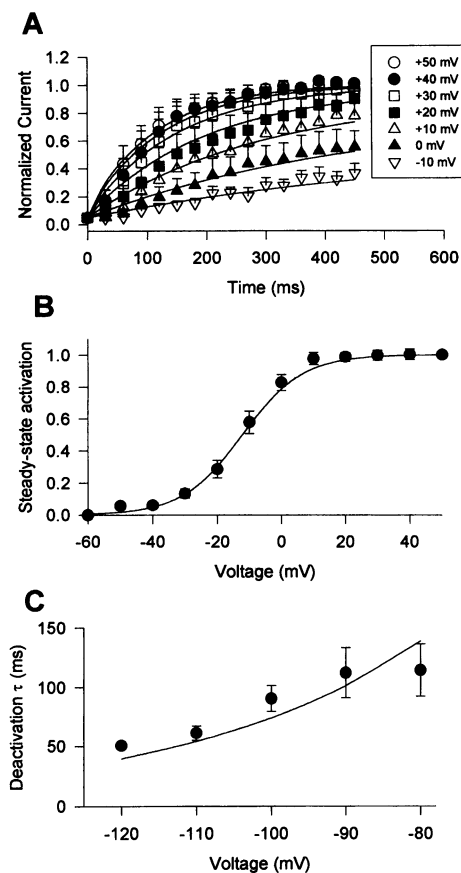 A
Normalized Current
1.2
1.0
0.8
0.6
0.4
0.2
0.0
0 100 200 300 400 500 600
Time (ms)
+50 mV
+40 mV
+30 mV
+20 mV
+10 mV
0 mV
-10 mV
B
Steady-state activation
1.0
0.8
0.6
0.4
0.2
0.0
-60 -40 -20 0 20 40
Voltage (mV)
C
Deactivation τ (ms)
150
100
50
0
-120 -110 -100 -90 -80
Voltage (mV)